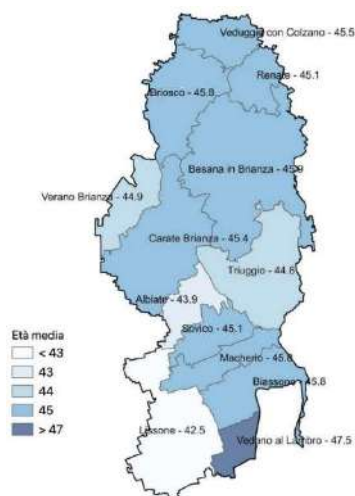 Veduggio con Colzano - 45.5
Renate - 45.1
Briosco - 45.8
Besana in Brianza - 45.9
Verano Brianza - 44.9
Carate Brianza - 45.4
Triuggio - 44.8
Albiate - 43.9
Sovico - 45.1
Macherio - 45.8
Biassono - 45.8
Lissone - 42.5
Vedano al Lambro - 47.5
Età media
< 43
43
44
45
> 47